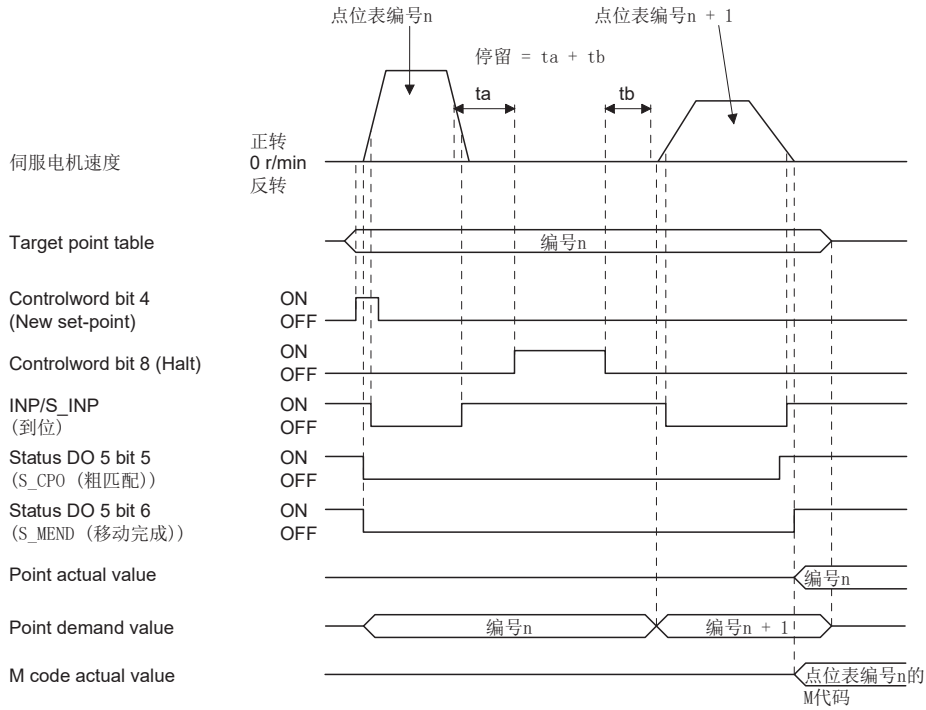 点位表编号n
点位表编号n + 1
停留 = ta + tb
ta
tb
伺服电机速度
正转
0 r/min
反转
Target point table
编号n
Controlword bit 4
(New set-point)
ON
OFF
Controlword bit 8 (Halt)
ON
OFF
INP/S_INP
(到位)
ON
OFF
Status DO 5 bit 5
(S_CPO (粗匹配))
ON
OFF
Status DO 5 bit 6
(S_MEND (移动完成))
ON
OFF
Point actual value
编号n
Point demand value
编号n
编号n + 1
M code actual value
点位表编号n的
M代码